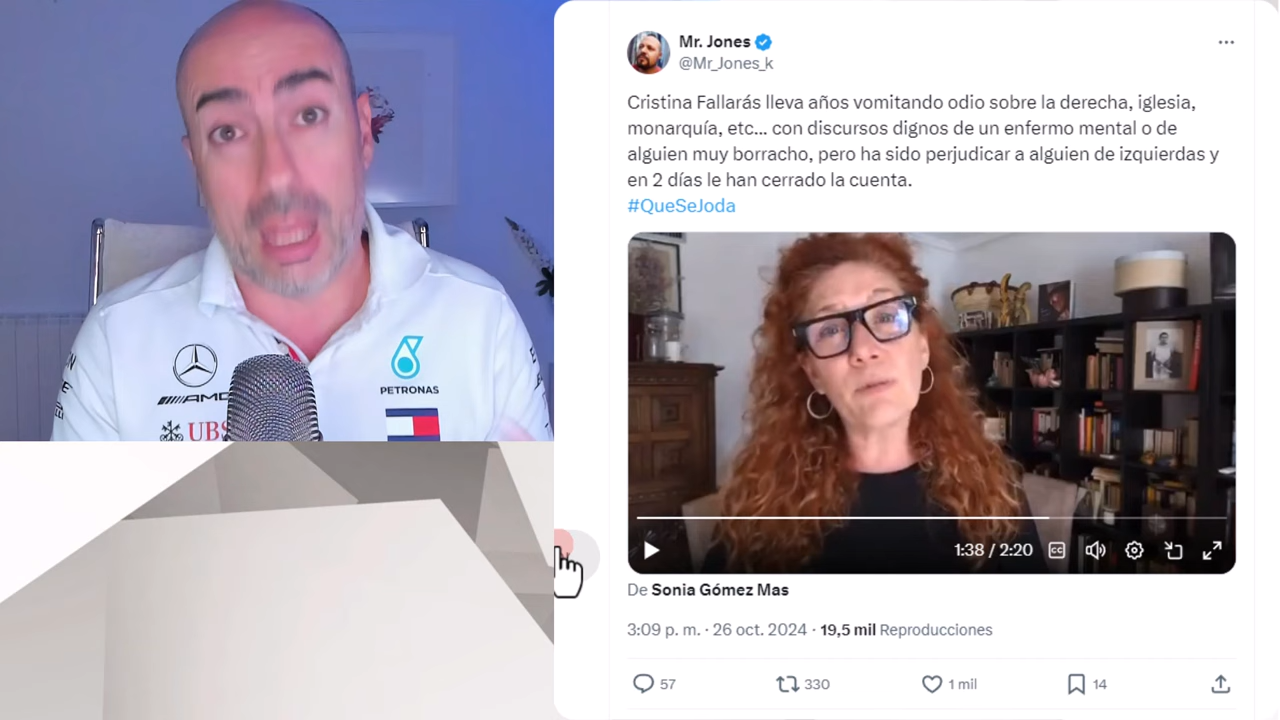 AMG
UBS
PETRONAS
Mr. Jones
@Mr_Jones_k
Cristina Fallarás lleva años vomitando odio sobre la derecha, iglesia,
monarquía, etc... con discursos dignos de un enfermo mental o de
alguien muy borracho, pero ha sido perjudicar a alguien de izquierdas y
en 2 días le han cerrado la cuenta.
#QueSeJoda
1:38 / 2:20
CC
De Sonia Gómez Mas
3:09 p. m. · 26 oct. 2024 · 19,5 mil Reproducciones
57 330 1 mil 14